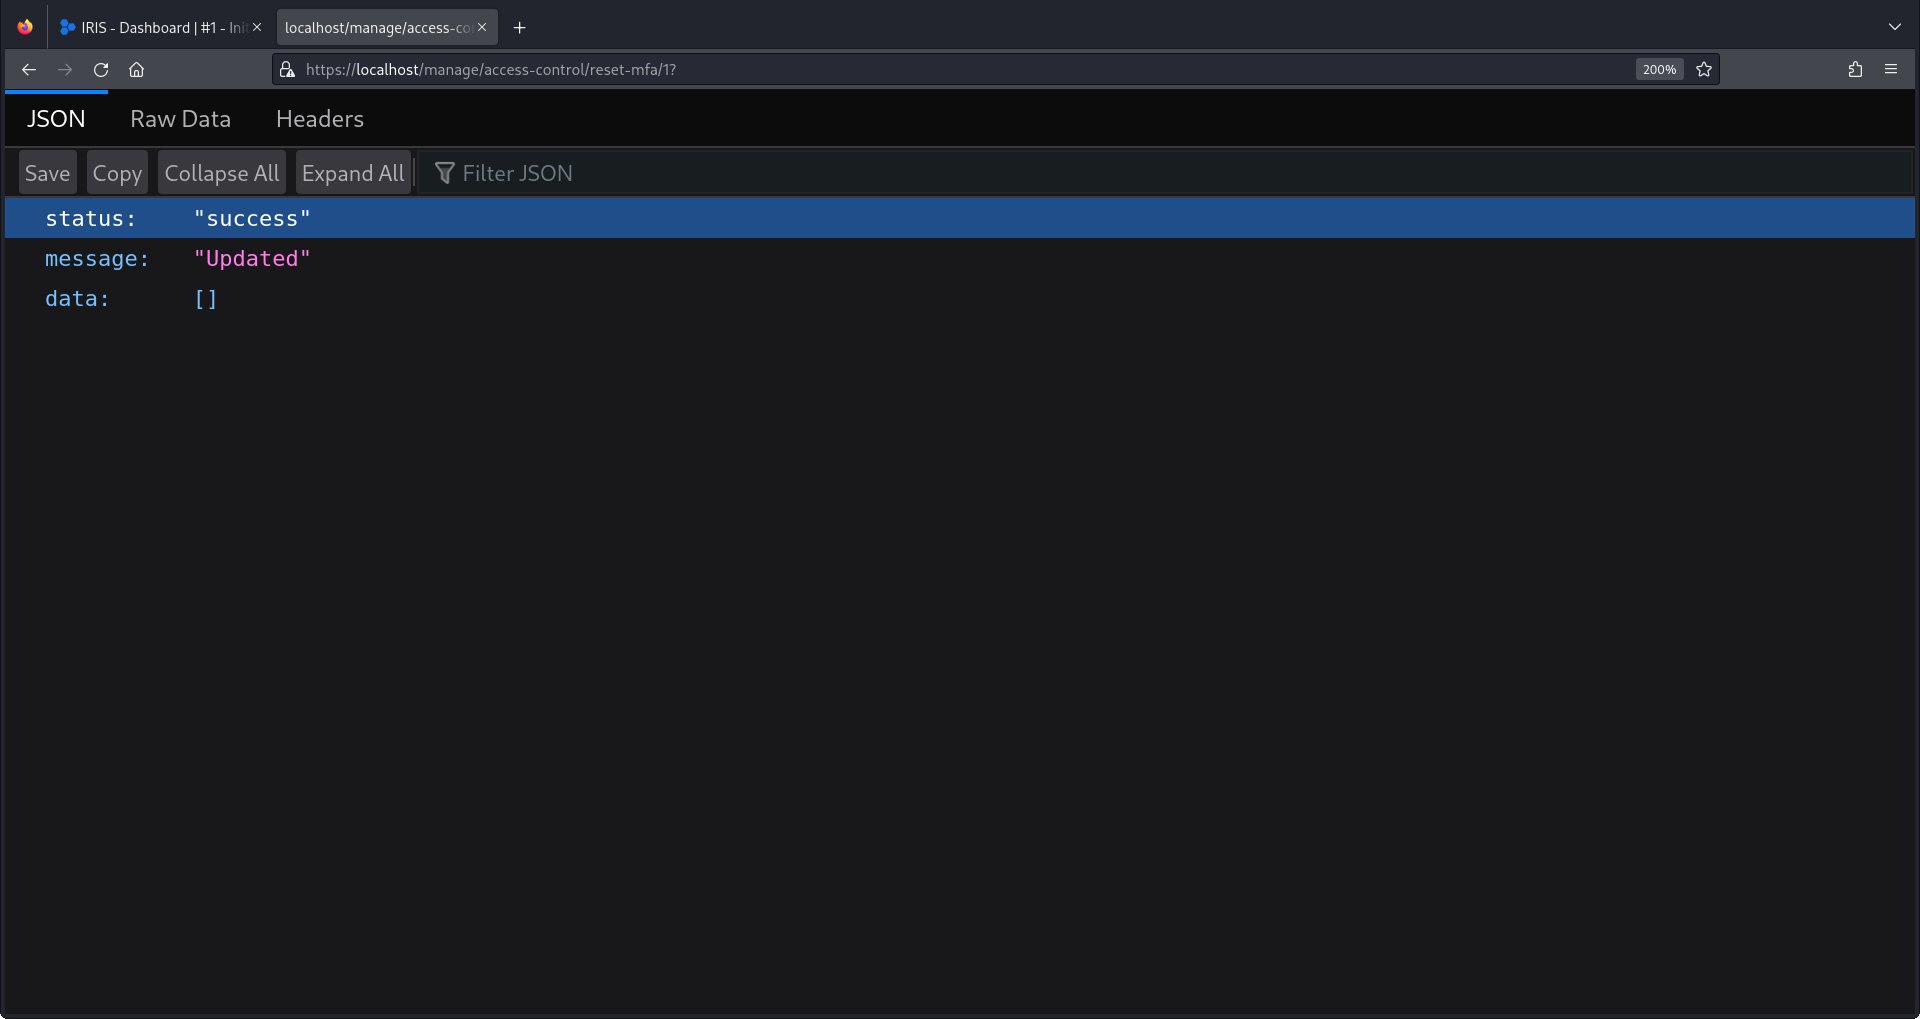 IRIS - Dashboard | #1 - Ini
localhost/manage/access-co
https://localhost/manage/access-control/reset-mfa/1?
200%
JSON Raw Data Headers
Save Copy Collapse All Expand All Filter JSON
status: "success"
message: "Updated"
data: []